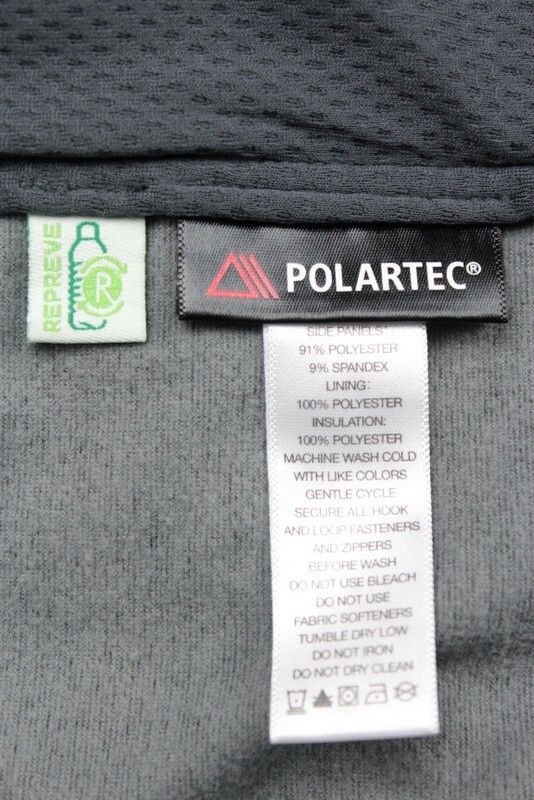 REPREVE
R
POLARTEC®
SIDE PANELS:
91% POLYESTER
9% SPANDEX
LINING:
100% POLYESTER
INSULATION:
100% POLYESTER
MACHINE WASH COLD
WITH LIKE COLORS
GENTLE CYCLE
SECURE ALL HOOK
AND LOOP FASTENERS
AND ZIPPERS
BEFORE WASH
DO NOT USE BLEACH
DO NOT USE
FABRIC SOFTENERS
TUMBLE DRY LOW
DO NOT IRON
DO NOT DRY CLEAN